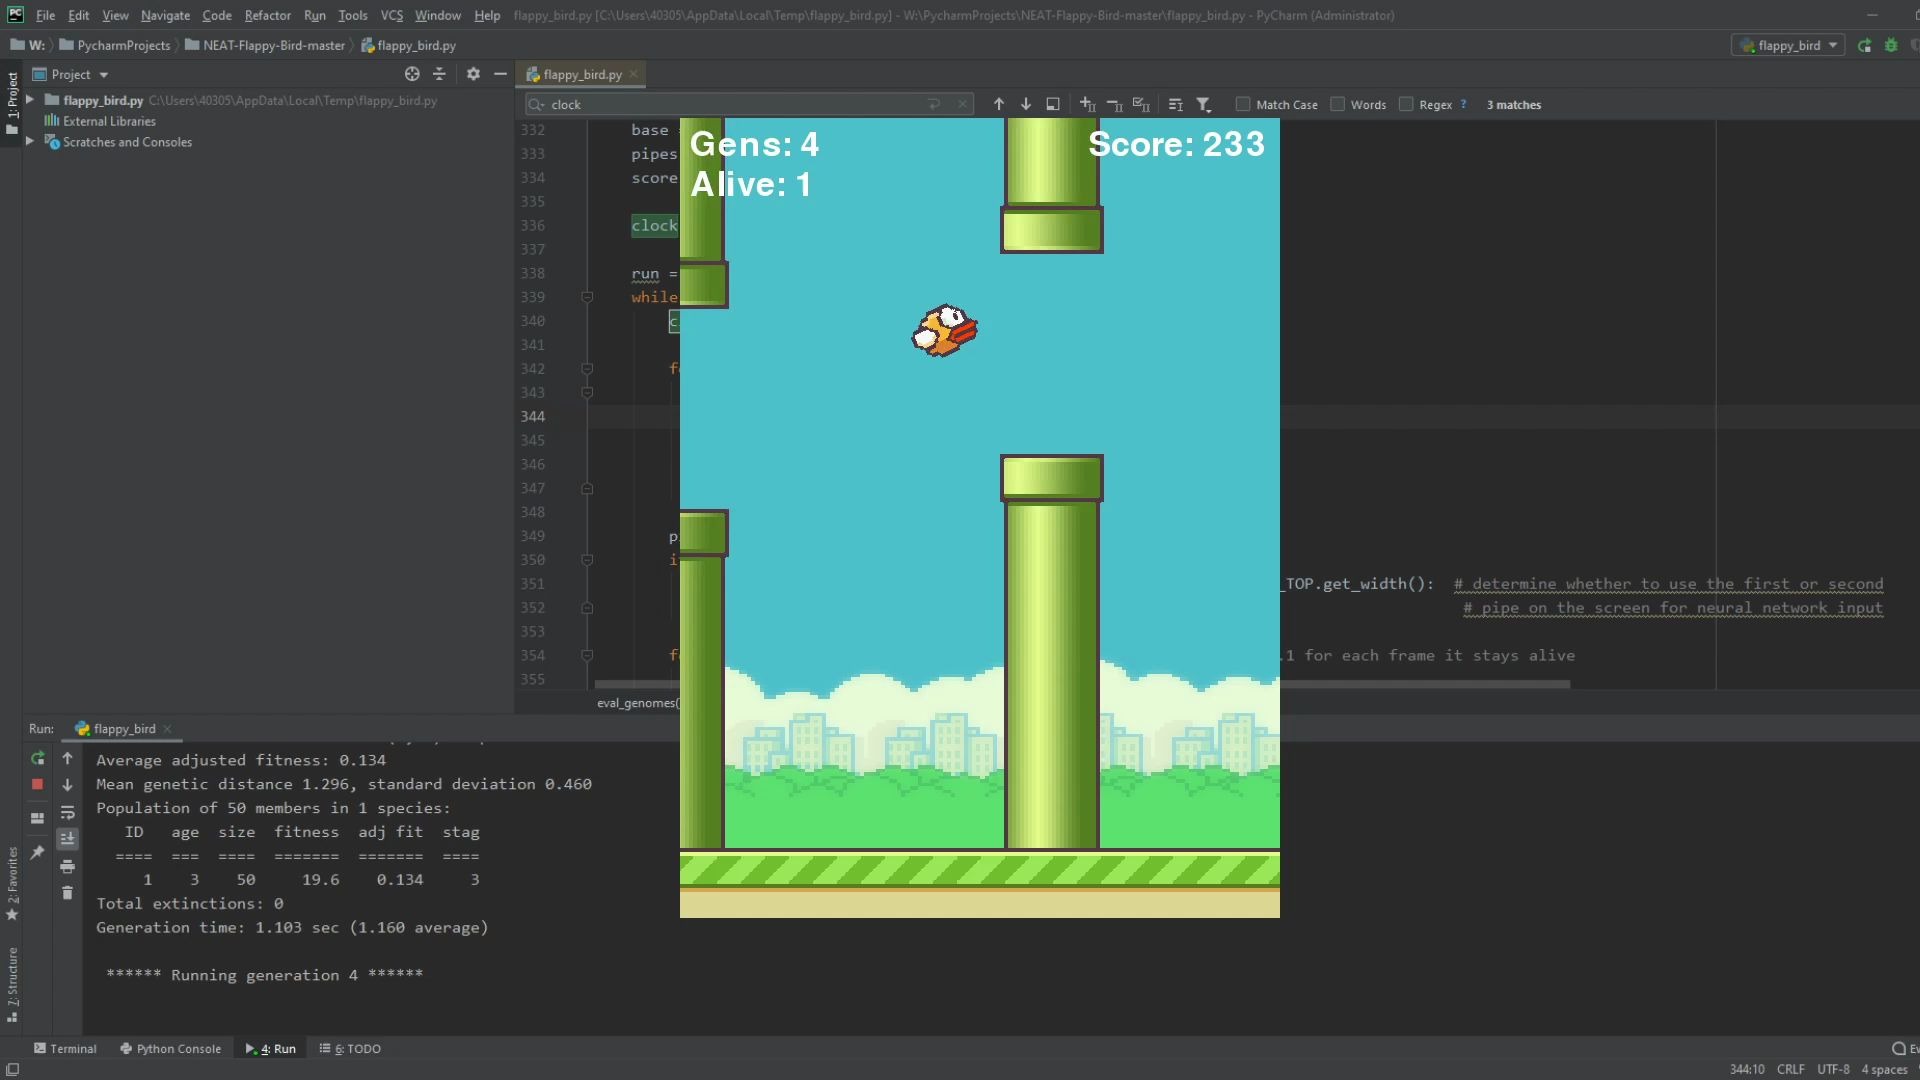 File Edit View Navigate Code Refactor Run Tools VCS Window Help flappy_bird.py [C:\Users\40305\AppData\Local\Temp\flappy_bird.py] - W:\PycharmProjects\NEAT-Flappy-Bird-master\flappy_bird.py - PyCharm (Administrator)
W: PycharmProjects NEAT-Flappy-Bird-master flappy_bird.py flappy_bird
Project flappy_bird.py
1: Project
flappy_bird.py C:\Users\40305\AppData\Local\Temp\flappy_bird.py
External Libraries
Scratches and Consoles
clock Match Case Words Regex ? 3 matches
332 base
333 pipes
334 score
335
336 clock
337
338 run =
339 while
340 c
341
342 f
343
344
345
346
347
348
349 p
350 i
351 _TOP.get_width(): # determine whether to use the first or second
352 # pipe on the screen for neural network input
353
354 f .1 for each frame it stays alive
355
eval_genomes(
Gens: 4 Score: 233
Alive: 1
Run: flappy_bird
Average adjusted fitness: 0.134
Mean genetic distance 1.296, standard deviation 0.460
Population of 50 members in 1 species:
ID age size fitness adj fit stag
==== === ==== ======= ======= ====
1 3 50 19.6 0.134 3
Total extinctions: 0
Generation time: 1.103 sec (1.160 average)
****** Running generation 4 ******
2: Favorites
7: Structure
Terminal Python Console 4: Run 6: TODO Ev
344:10 CRLF UTF-8 4 spaces